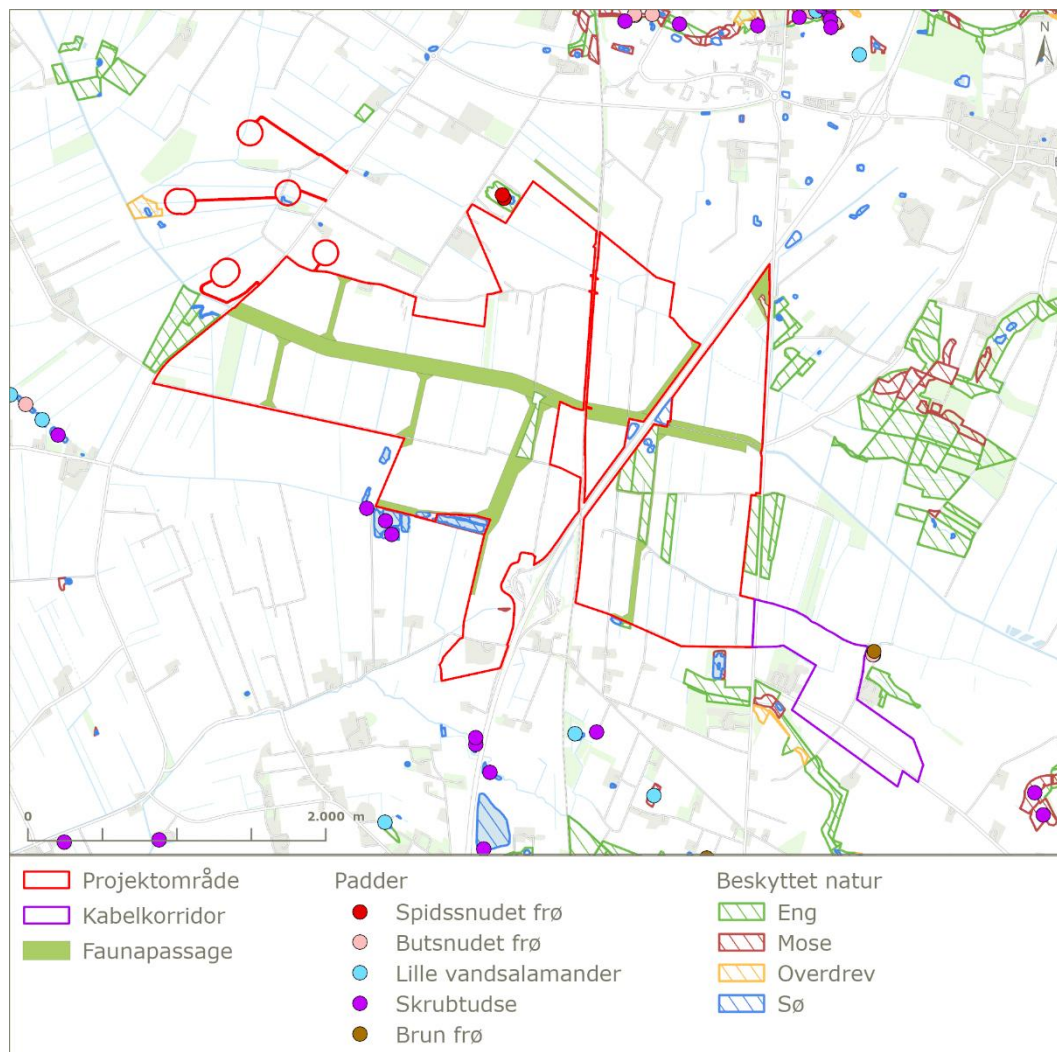 N
0
2.000 m
Projektområde
Kabelkorridor
Faunapassage
Padder
Spidssnudet frø
Butsnudet frø
Lille vandsalamander
Skrubtudse
Brun frø
Beskyttet natur
Eng
Mose
Overdrev
Sø